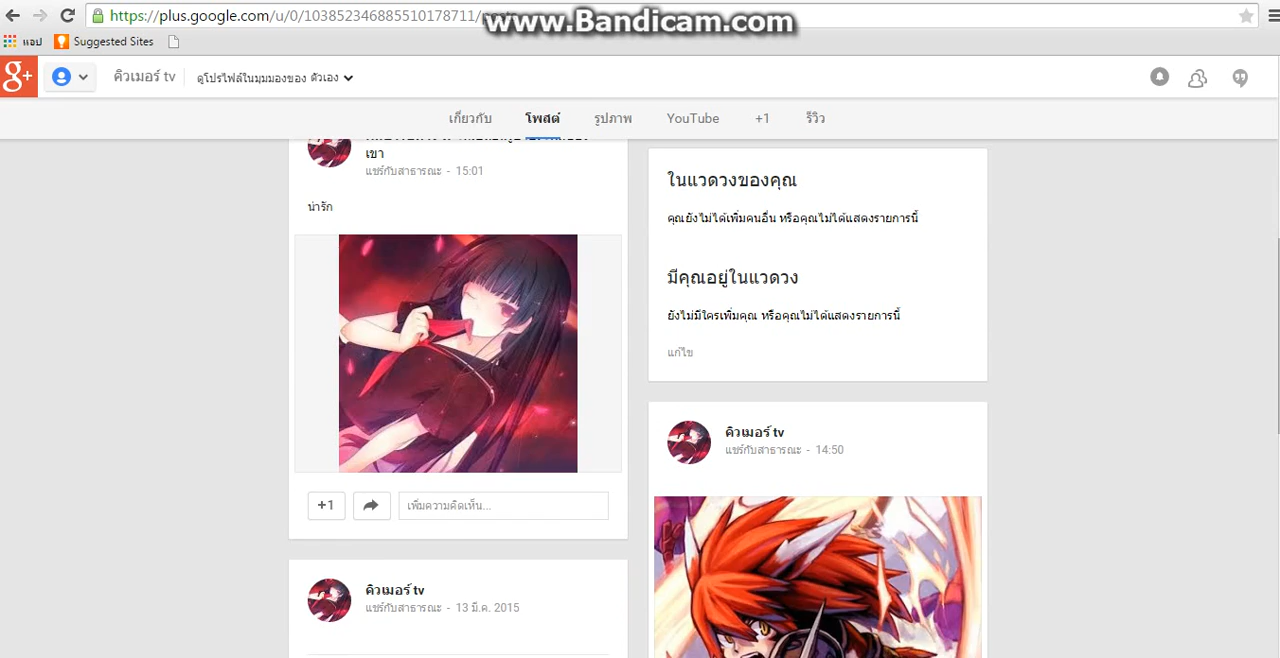 https://plus.google.com/u/0/103852346885510178711/
www.Bandicam.com
แอป Suggested Sites
g+ คิวเมอร์ tv ดูโปรไฟล์ในมุมมองของ ตัวเอง
เกี่ยวกับ โพสต์ รูปภาพ YouTube +1 รีวิว
เขา
แชร์กับสาธารณะ - 15:01
น่ารัก
+1 เพิ่มความคิดเห็น...
คิวเมอร์ tv
แชร์กับสาธารณะ - 13 มี.ค. 2015
ในแวดวงของคุณ
คุณยังไม่ได้เพิ่มคนอื่น หรือคุณไม่ได้แสดงรายการนี้
มีคุณอยู่ในแวดวง
ยังไม่มีใครเพิ่มคุณ หรือคุณไม่ได้แสดงรายการนี้
แก้ไข
คิวเมอร์ tv
แชร์กับสาธารณะ - 14:50